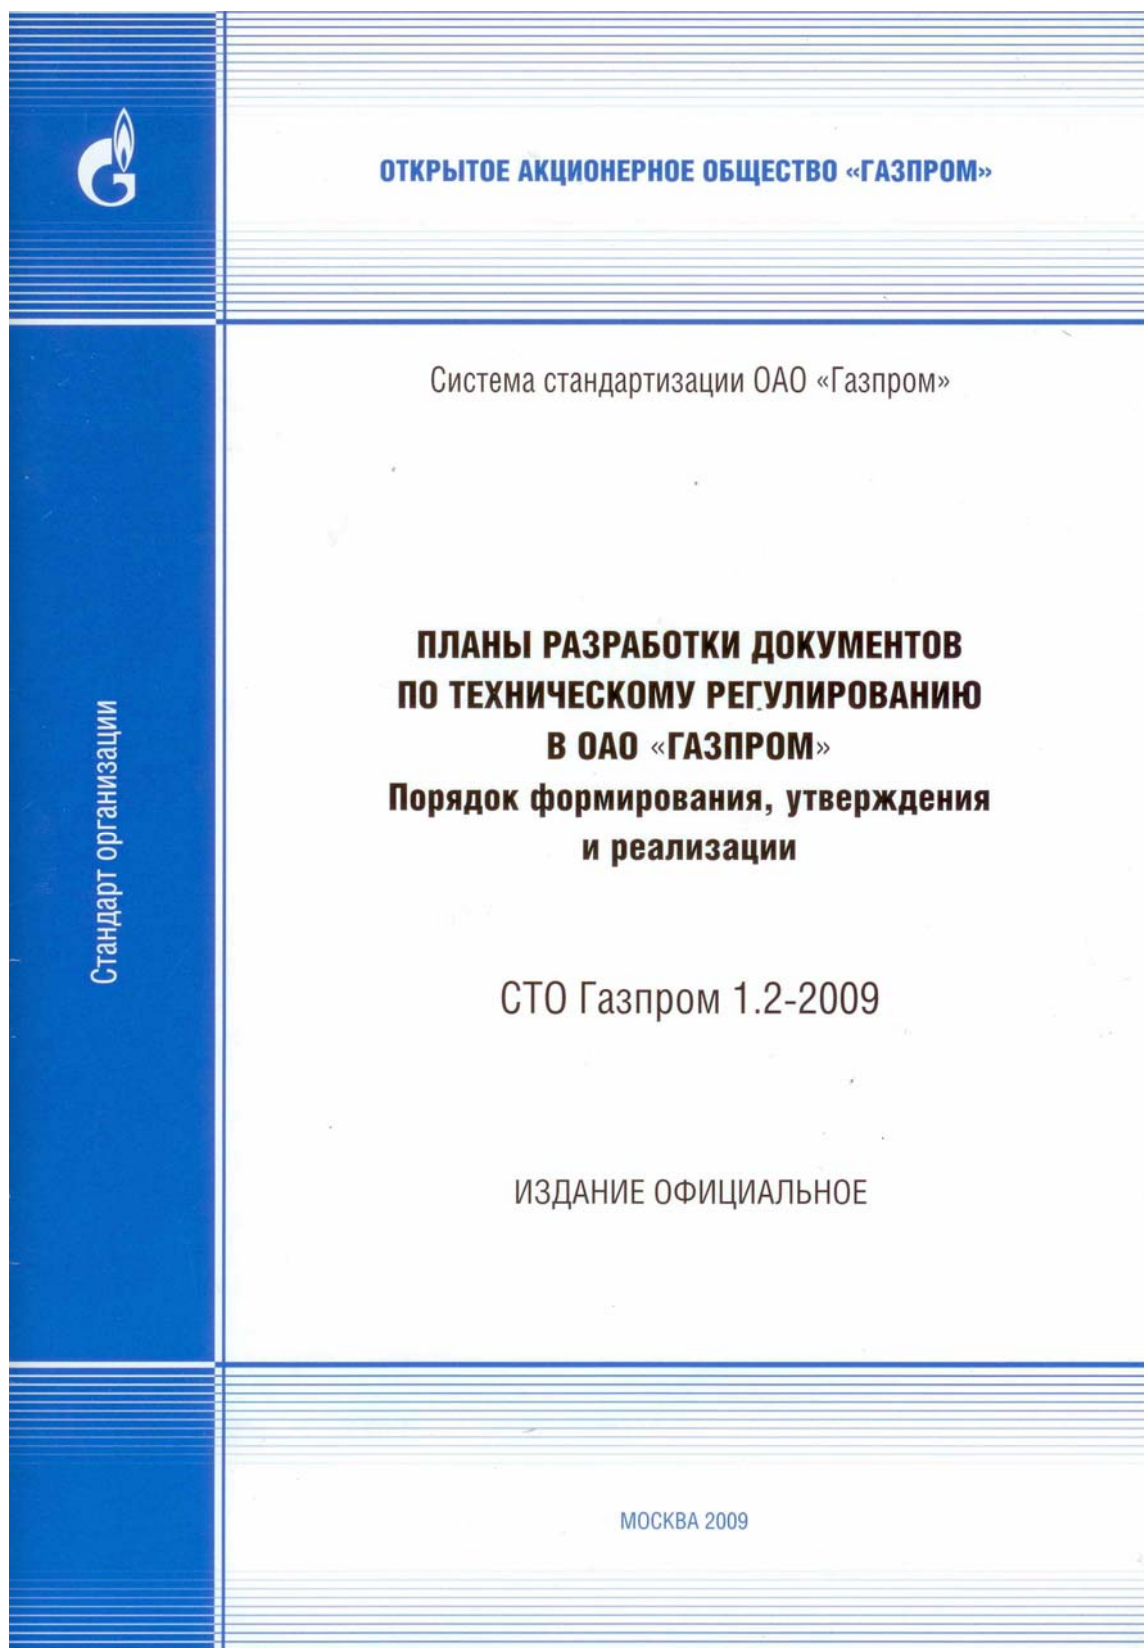 ОТКРЫТОЕ АКЦИОНЕРНОЕ ОБЩЕСТВО «ГАЗПРОМ»
Система стандартизации ОАО «Газпром»
Стандарт организации
ПЛАНЫ РАЗРАБОТКИ ДОКУМЕНТОВ
ПО ТЕХНИЧЕСКОМУ РЕГУЛИРОВАНИЮ
В ОАО «ГАЗПРОМ»
Порядок формирования, утверждения
и реализации
СТО Газпром 1.2-2009
ИЗДАНИЕ ОФИЦИАЛЬНОЕ
МОСКВА 2009